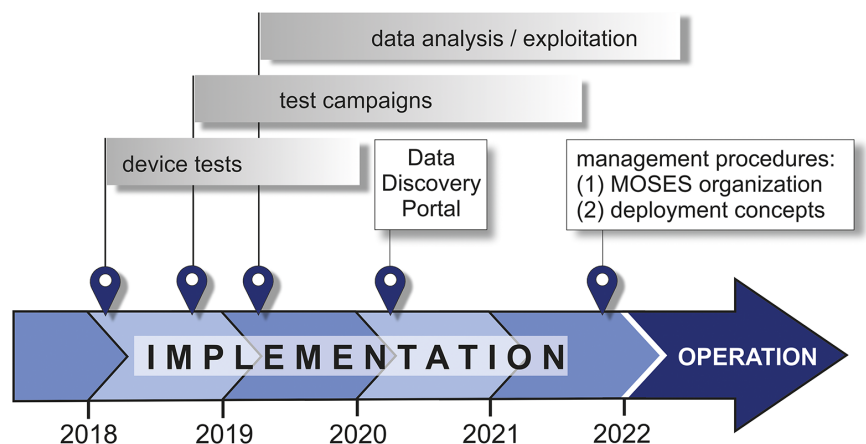 data analysis / exploitation
test campaigns
device tests
Data
Discovery
Portal
management procedures:
(1) MOSES organization
(2) deployment concepts
IMPLEMENTATION
OPERATION
2018
2019
2020
2021
2022